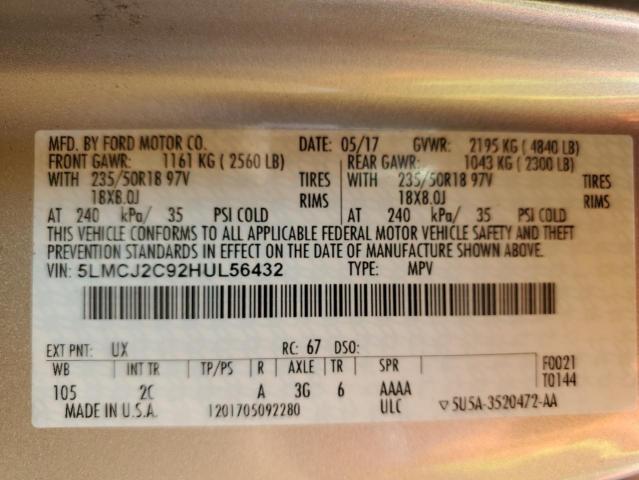 MFD. BY FORD MOTOR CO. DATE: 05/17 GVWR: 2195 KG ( 4840 LB)
FRONT GAWR: 1161 KG ( 2560 LB) REAR GAWR: 1043 KG ( 2300 LB)
WITH 235/50R18 97V TIRES WITH 235/50R18 97V TIRES
18X8.0J RIMS 18X8.0J RIMS
AT 240 kPa/ 35 PSI COLD AT 240 kPa/ 35 PSI COLD
THIS VEHICLE CONFORMS TO ALL APPLICABLE FEDERAL MOTOR VEHICLE SAFETY AND THEFT
PREVENTION STANDARDS IN EFFECT ON THE DATE OF MANUFACTURE SHOWN ABOVE.
VIN: 5LMCJ2C92HUL56432 TYPE: MPV
EXT PNT: UX RC: 67 DSO:
WB INT TR TP/PS R AXLE TR SPR F0021
105 2C A 3G 6 AAAA T0144
MADE IN U.S.A. 1201705092280 ULC ▽5U5A-3520472-AA